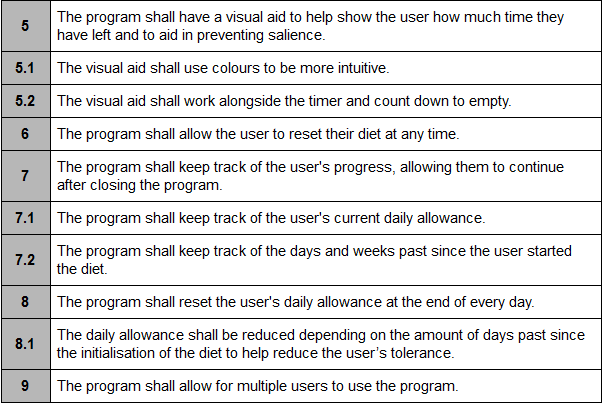 5 The program shall have a visual aid to help show the user how much time they
have left and to aid in preventing salience.
5.1 The visual aid shall use colours to be more intuitive.
5.2 The visual aid shall work alongside the timer and count down to empty.
6 The program shall allow the user to reset their diet at any time.
7 The program shall keep track of the user's progress, allowing them to continue
after closing the program.
7.1 The program shall keep track of the user's current daily allowance.
7.2 The program shall keep track of the days and weeks past since the user started
the diet.
8 The program shall reset the user's daily allowance at the end of every day.
8.1 The daily allowance shall be reduced depending on the amount of days past since
the initialisation of the diet to help reduce the user’s tolerance.
9 The program shall allow for multiple users to use the program.